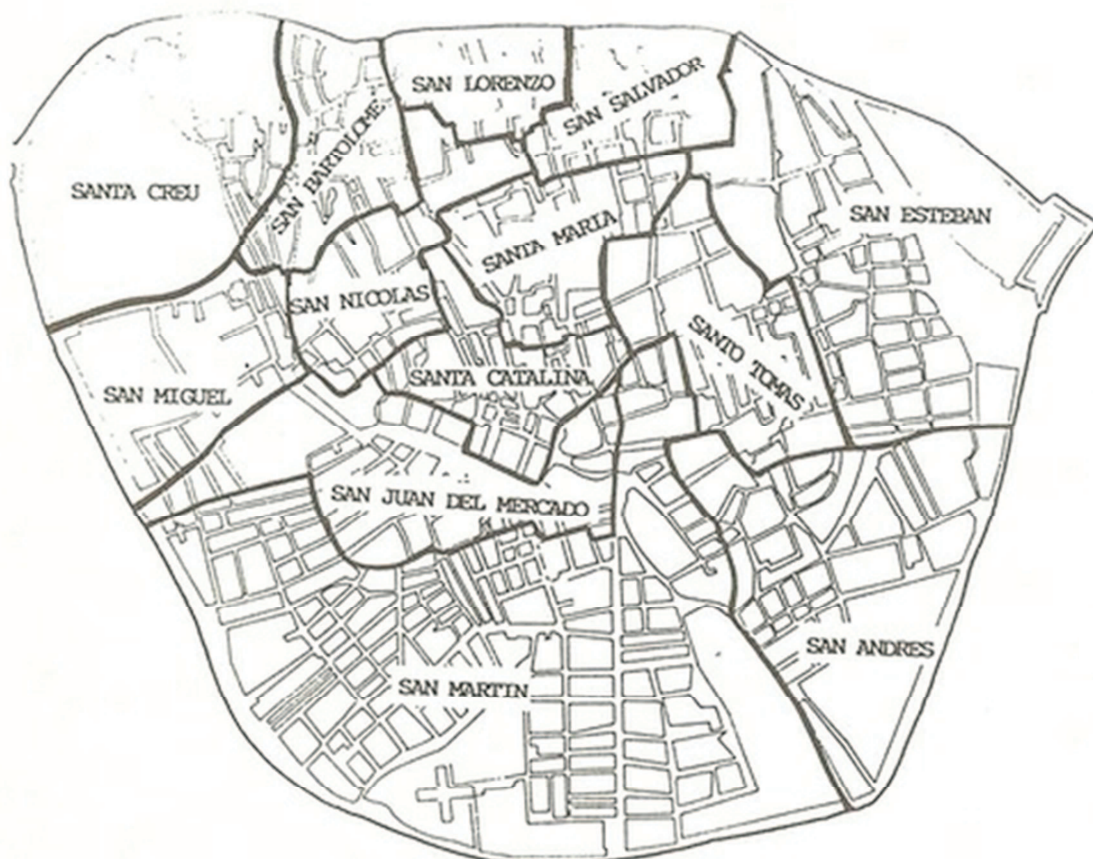 SAN LORENZO
SAN SALVADOR
SAN BARTOLOME
SANTA CREU
SAN ESTEBAN
SANTA MARIA
SAN NICOLAS
SANTO TOMAS
SANTA CATALINA
SAN MIGUEL
SAN JUAN DEL MERCADO
SAN ANDRES
SAN MARTIN